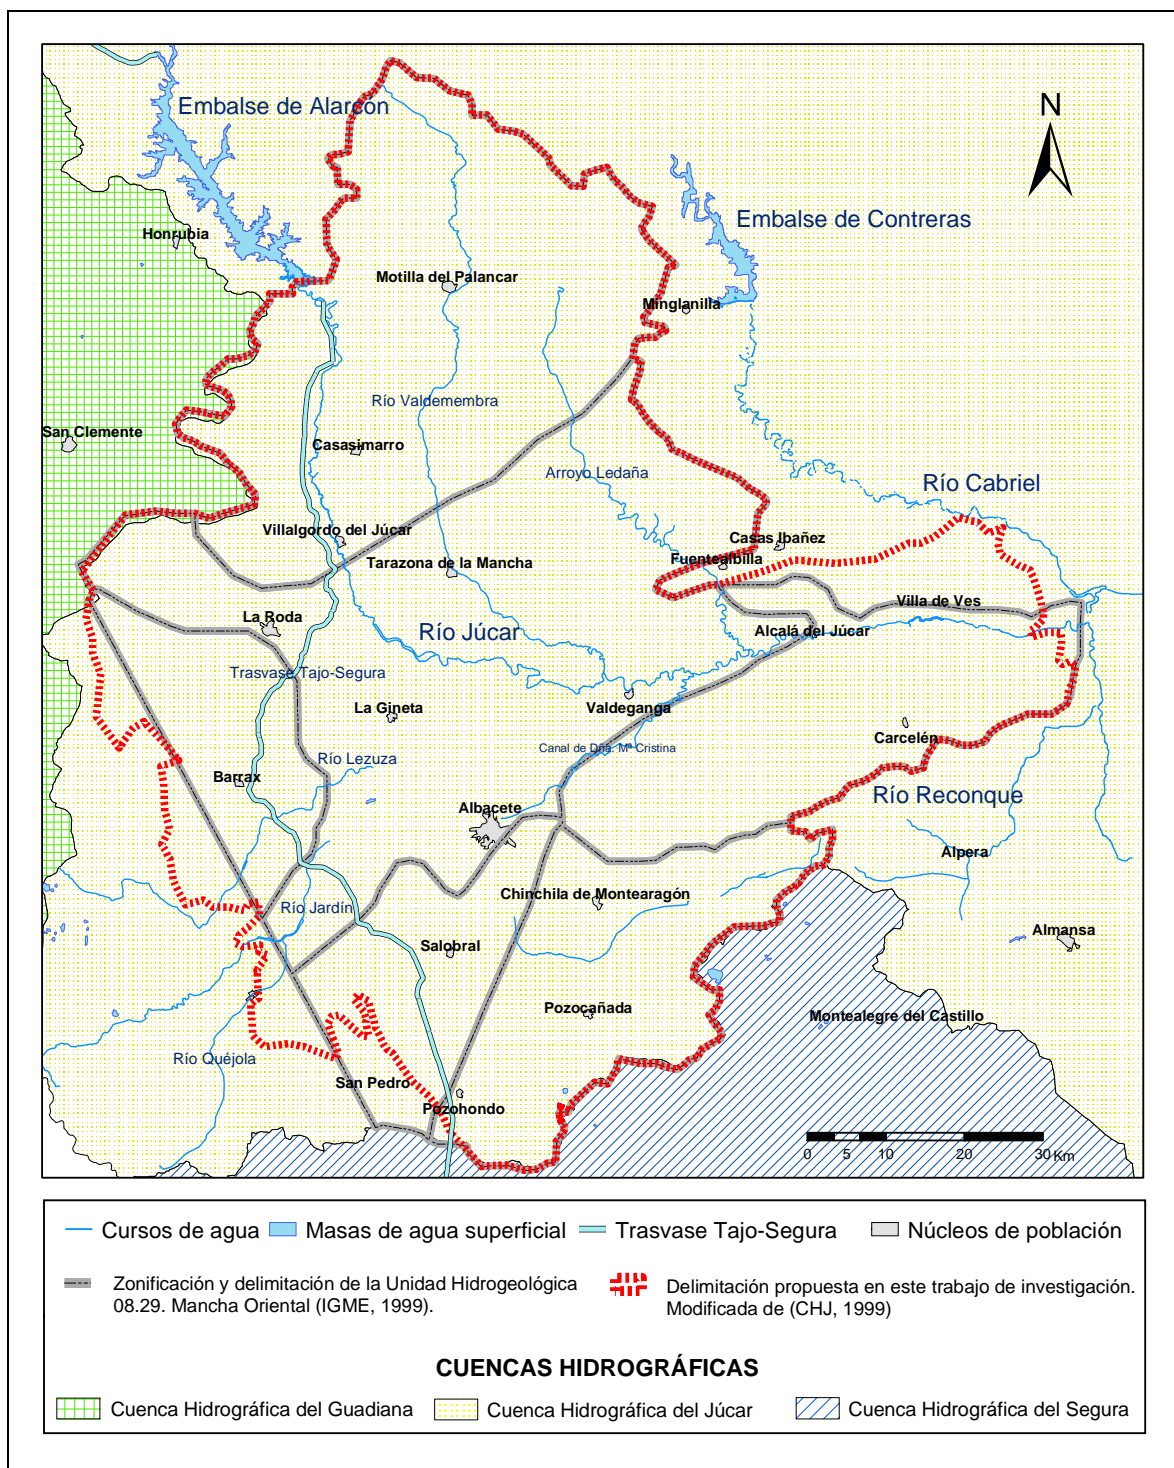 Embalse de Alarcón
N
Embalse de Contreras
Honrubia
Motilla del Palancar
Minglanilla
Río Valdemembra
San Clemente
Casasimarro
Arroyo Ledaña
Río Cabriel
Villalgordo del Júcar
Casas Ibañez
Tarazona de la Mancha
Fuentealbilla
Villa de Ves
La Roda
Río Júcar
Alcalá del Júcar
Trasvase Tajo-Segura
La Gineta
Valdeganga
Carcelén
Canal de Dña. Mª Cristina
Río Lezuza
Barrax
Río Reconque
Albacete
Alpera
Chinchila de Montearagón
Río Jardín
Almansa
Salobral
Pozocañada
Montealegre del Castillo
Río Quéjola
San Pedro
Pozohondo
0 5 10 20 30 Km
Cursos de agua
Masas de agua superficial
Trasvase Tajo-Segura
Núcleos de población
Zonificación y delimitación de la Unidad Hidrogeológica
08.29. Mancha Oriental (IGME, 1999).
Delimitación propuesta en este trabajo de investigación.
Modificada de (CHJ, 1999)
CUENCAS HIDROGRÁFICAS
Cuenca Hidrográfica del Guadiana
Cuenca Hidrográfica del Júcar
Cuenca Hidrográfica del Segura